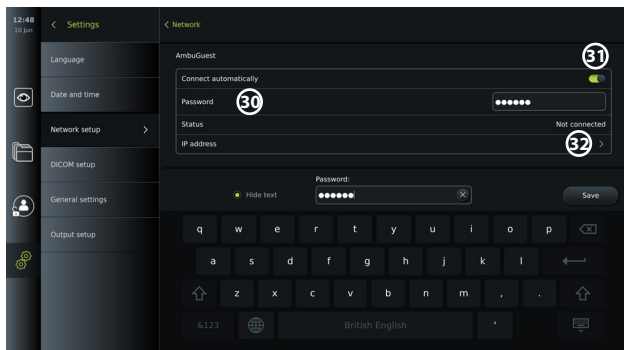 12:48
10 Jun
Settings
Network
Language
Date and time
Network setup
DICOM setup
General settings
Output setup
AmbuGuest
31
Connect automatically
Password
30
●●●●●●
Status
Not connected
IP address
32
Password:
Hide text
●●●●●●
Save
q w e r t y u i o p
a s d f g h j k l
z x c v b n m , .
&123
British English
'